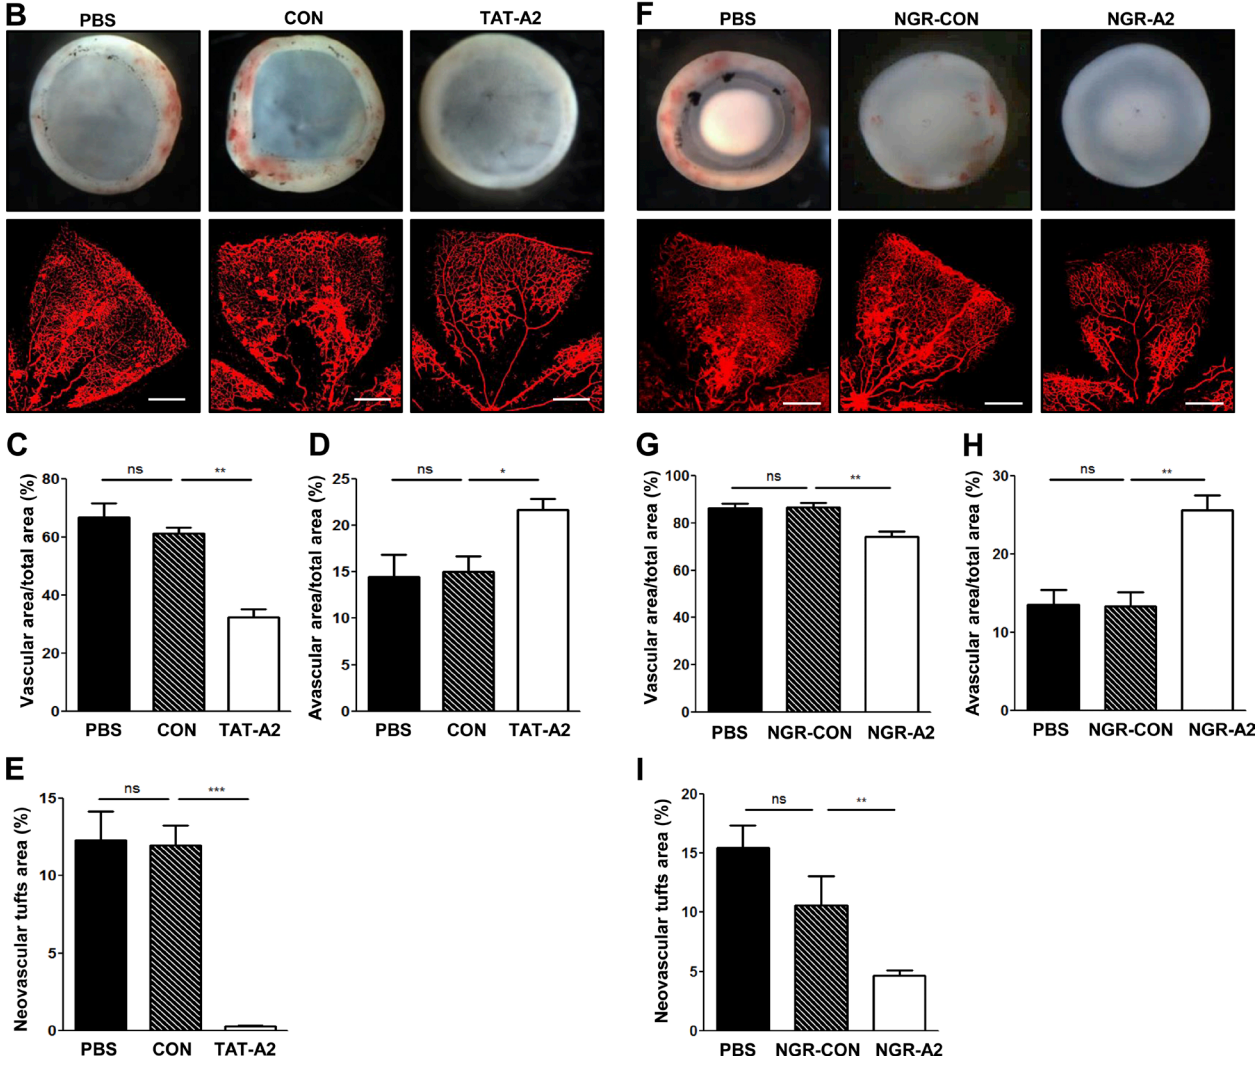 B
PBS
CON
TAT-A2
F
PBS
NGR-CON
NGR-A2
C
Vascular area/total area (%)
80
60
40
20
0
ns
**
PBS
CON
TAT-A2
D
Avascular area/total area (%)
25
20
15
10
5
0
ns
*
PBS
CON
TAT-A2
G
Vascular area/total area (%)
100
80
60
40
20
0
ns
**
PBS
NGR-CON
NGR-A2
H
Avascular area/total area (%)
30
20
10
0
ns
**
PBS
NGR-CON
NGR-A2
E
Neovascular tufts area (%)
15
10
5
0
ns
***
PBS
CON
TAT-A2
I
Neovascular tufts area (%)
20
15
10
5
0
ns
**
PBS
NGR-CON
NGR-A2